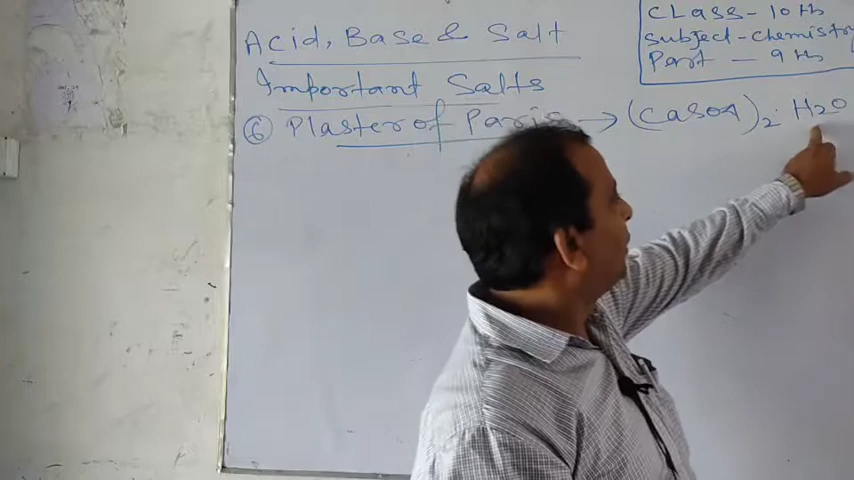 Acid, Base & Salt
Important Salts
⑥ Plaster of Paris → (CaSO4)2· H2O
Class - 10th
Subject - Chemistry
Part — 9th